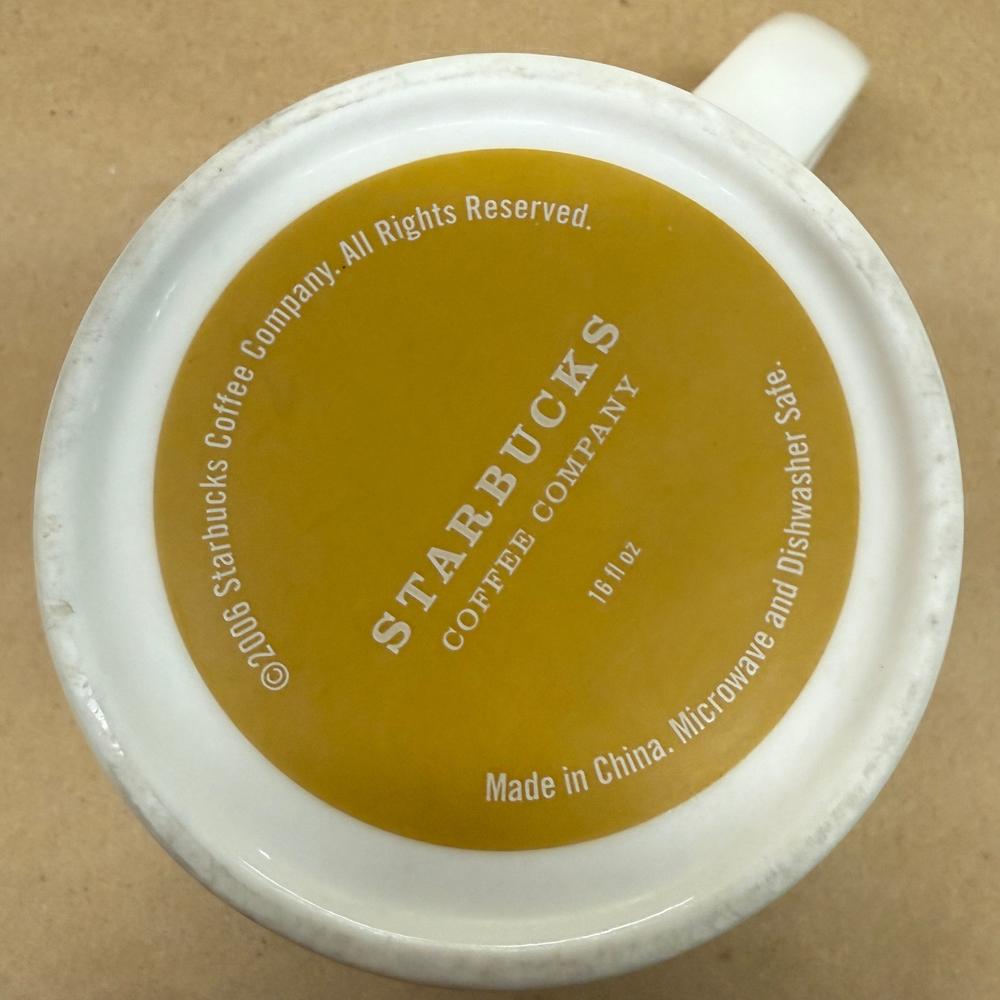 ©2006 Starbucks Coffee Company. All Rights Reserved.
STARBUCKS
COFFEE COMPANY
16 fl oz
Made in China. Microwave and Dishwasher Safe.